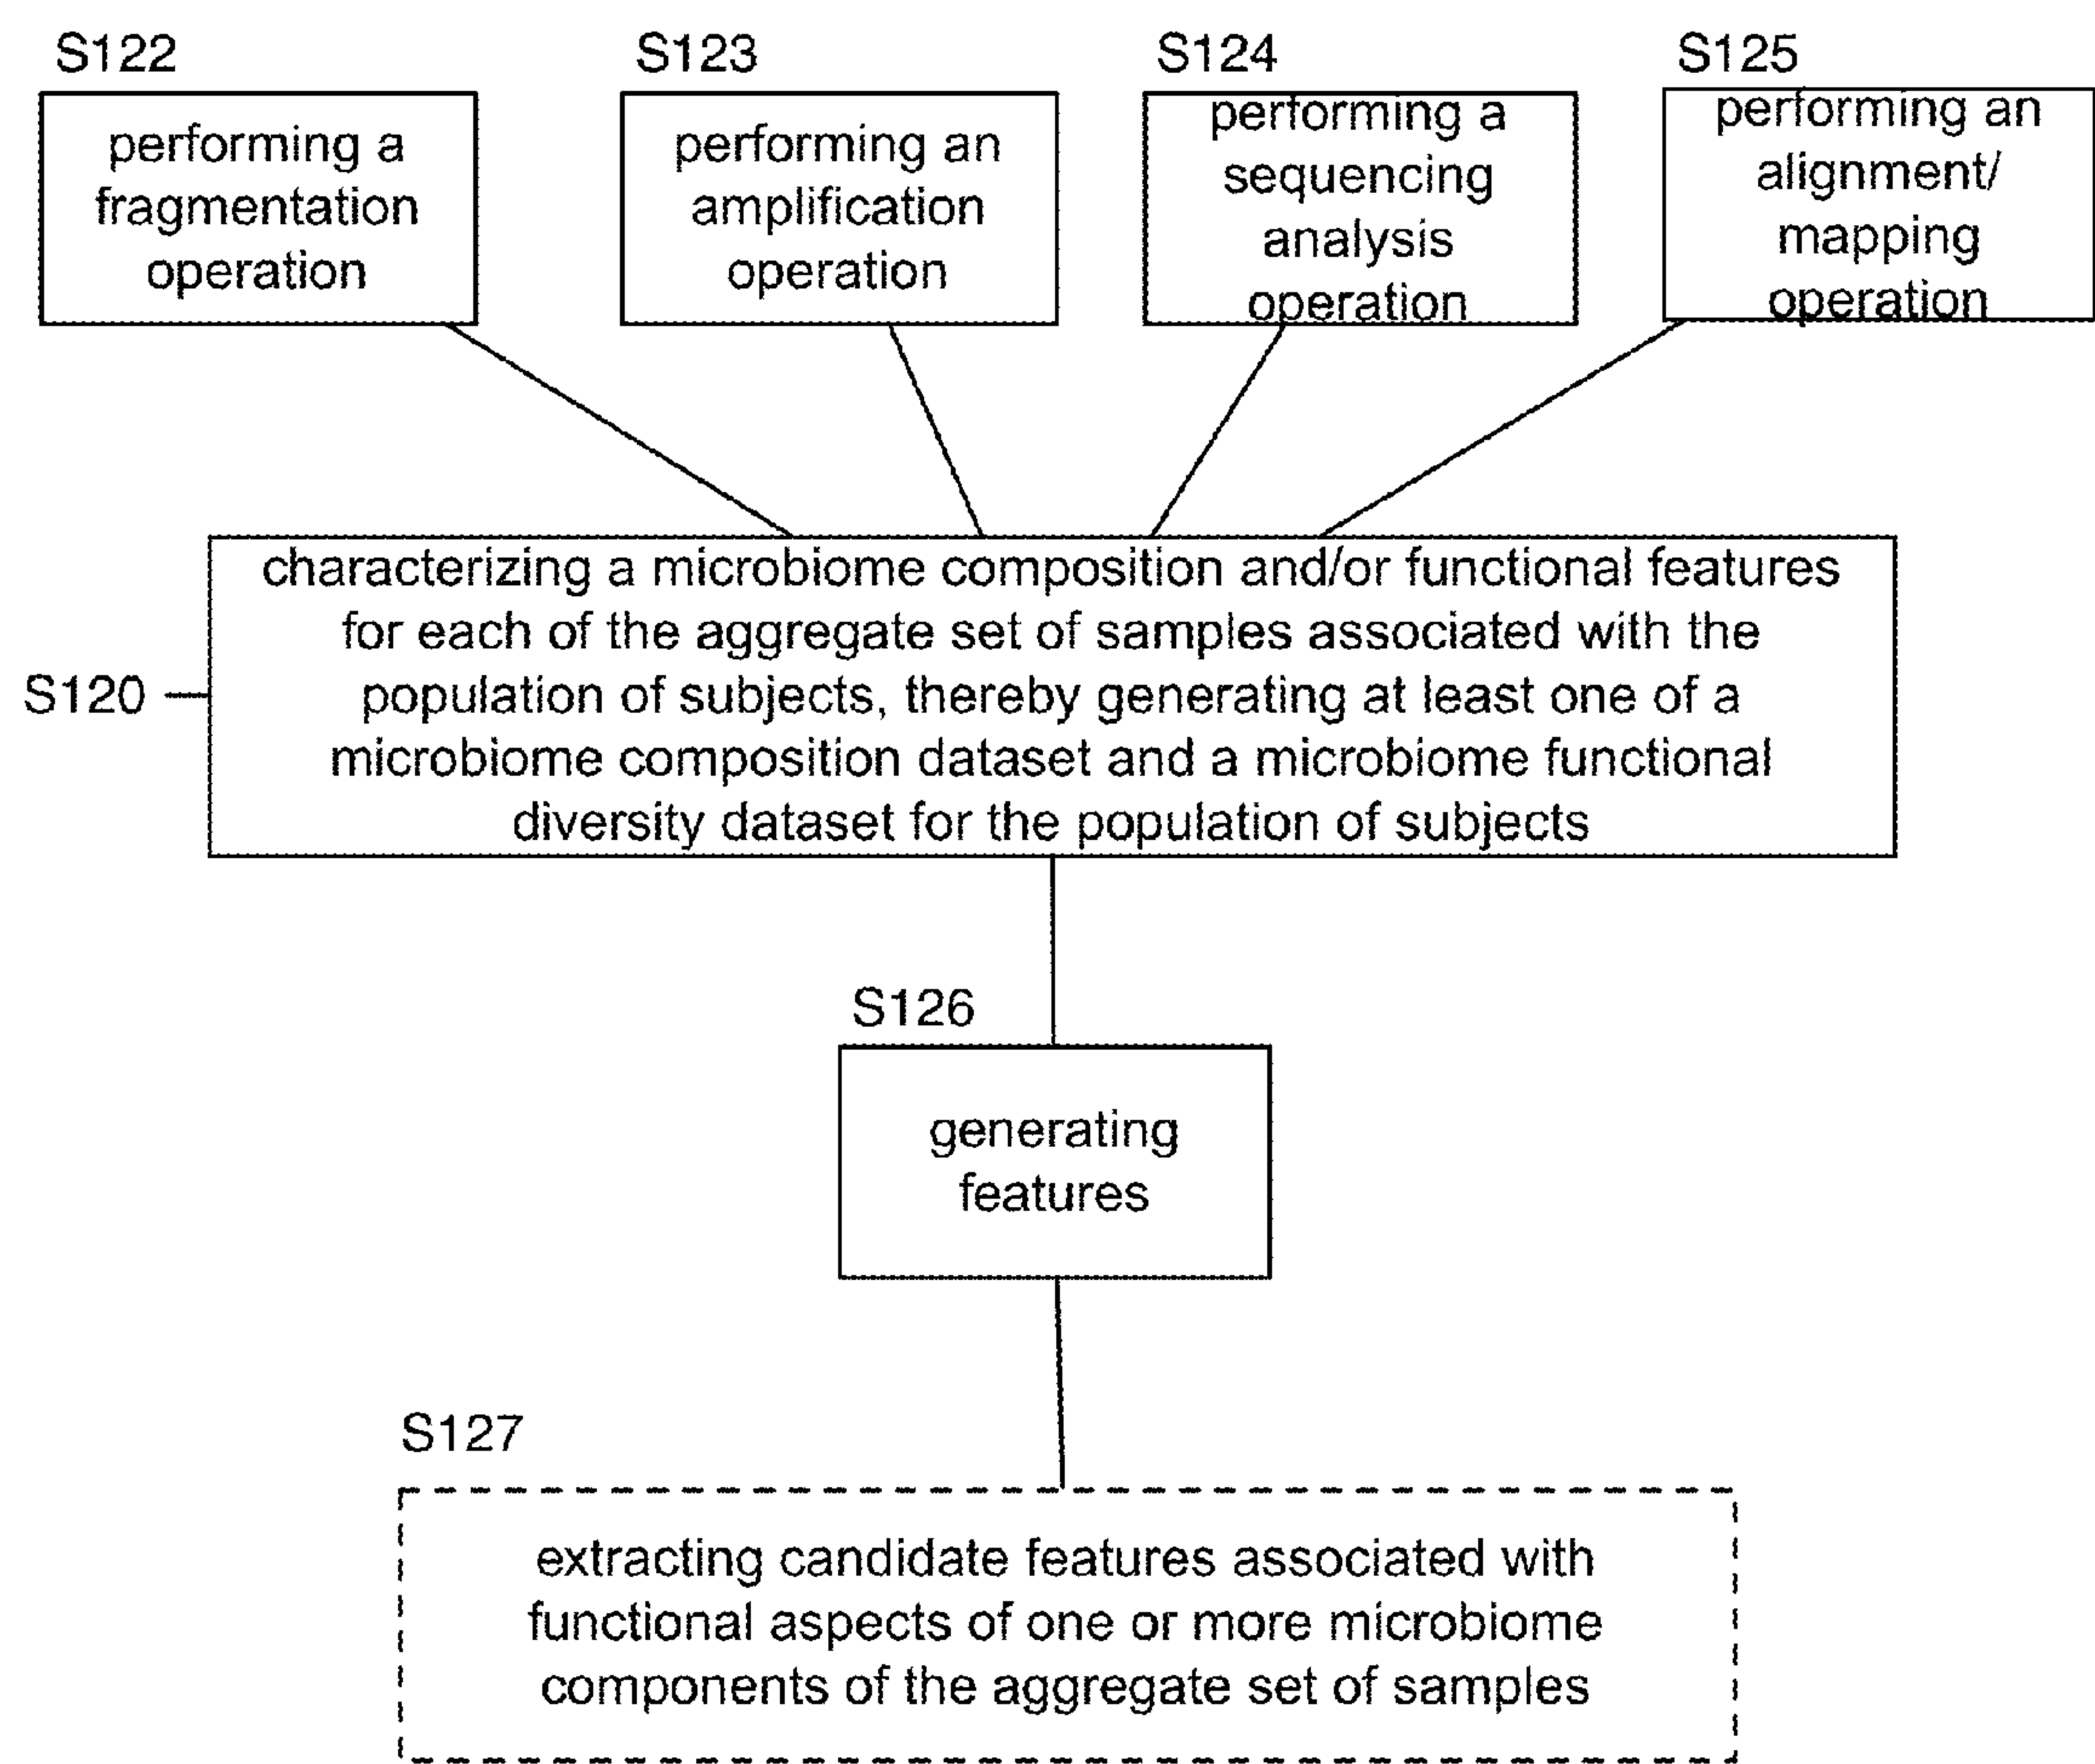 S122
performing a
fragmentation
operation
S123
performing an
amplification
operation
S124
performing a
sequencing
analysis
operation
S125
performing an
alignment/
mapping
operation
S120
characterizing a microbiome composition and/or functional features
for each of the aggregate set of samples associated with the
population of subjects, thereby generating at least one of a
microbiome composition dataset and a microbiome functional
diversity dataset for the population of subjects
S126
generating
features
S127
extracting candidate features associated with
functional aspects of one or more microbiome
components of the aggregate set of samples